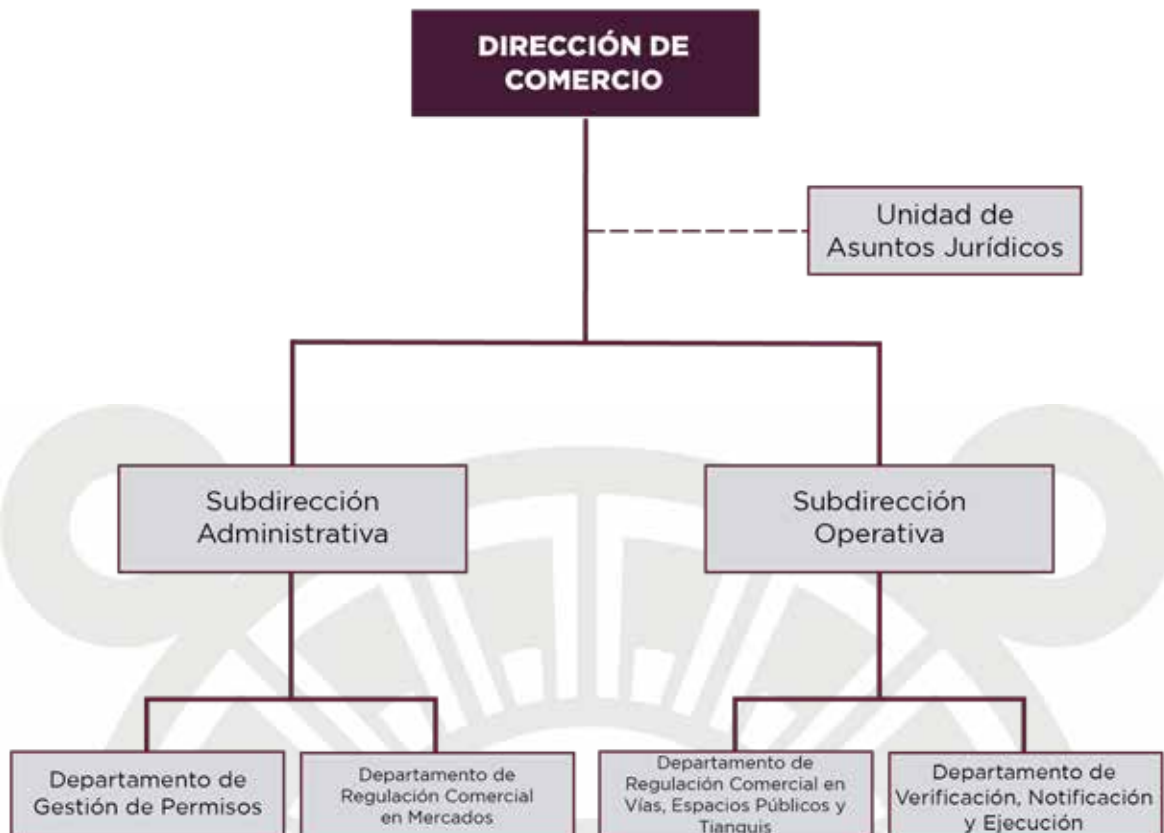 DIRECCIÓN DE
COMERCIO
Unidad de
Asuntos Jurídicos
Subdirección
Administrativa
Subdirección
Operativa
Departamento de
Gestión de Permisos
Departamento de
Regulación Comercial
en Mercados
Departamento de
Regulación Comercial en
Vías, Espacios Públicos y
Tianguis
Departamento de
Verificación, Notificación
y Ejecución